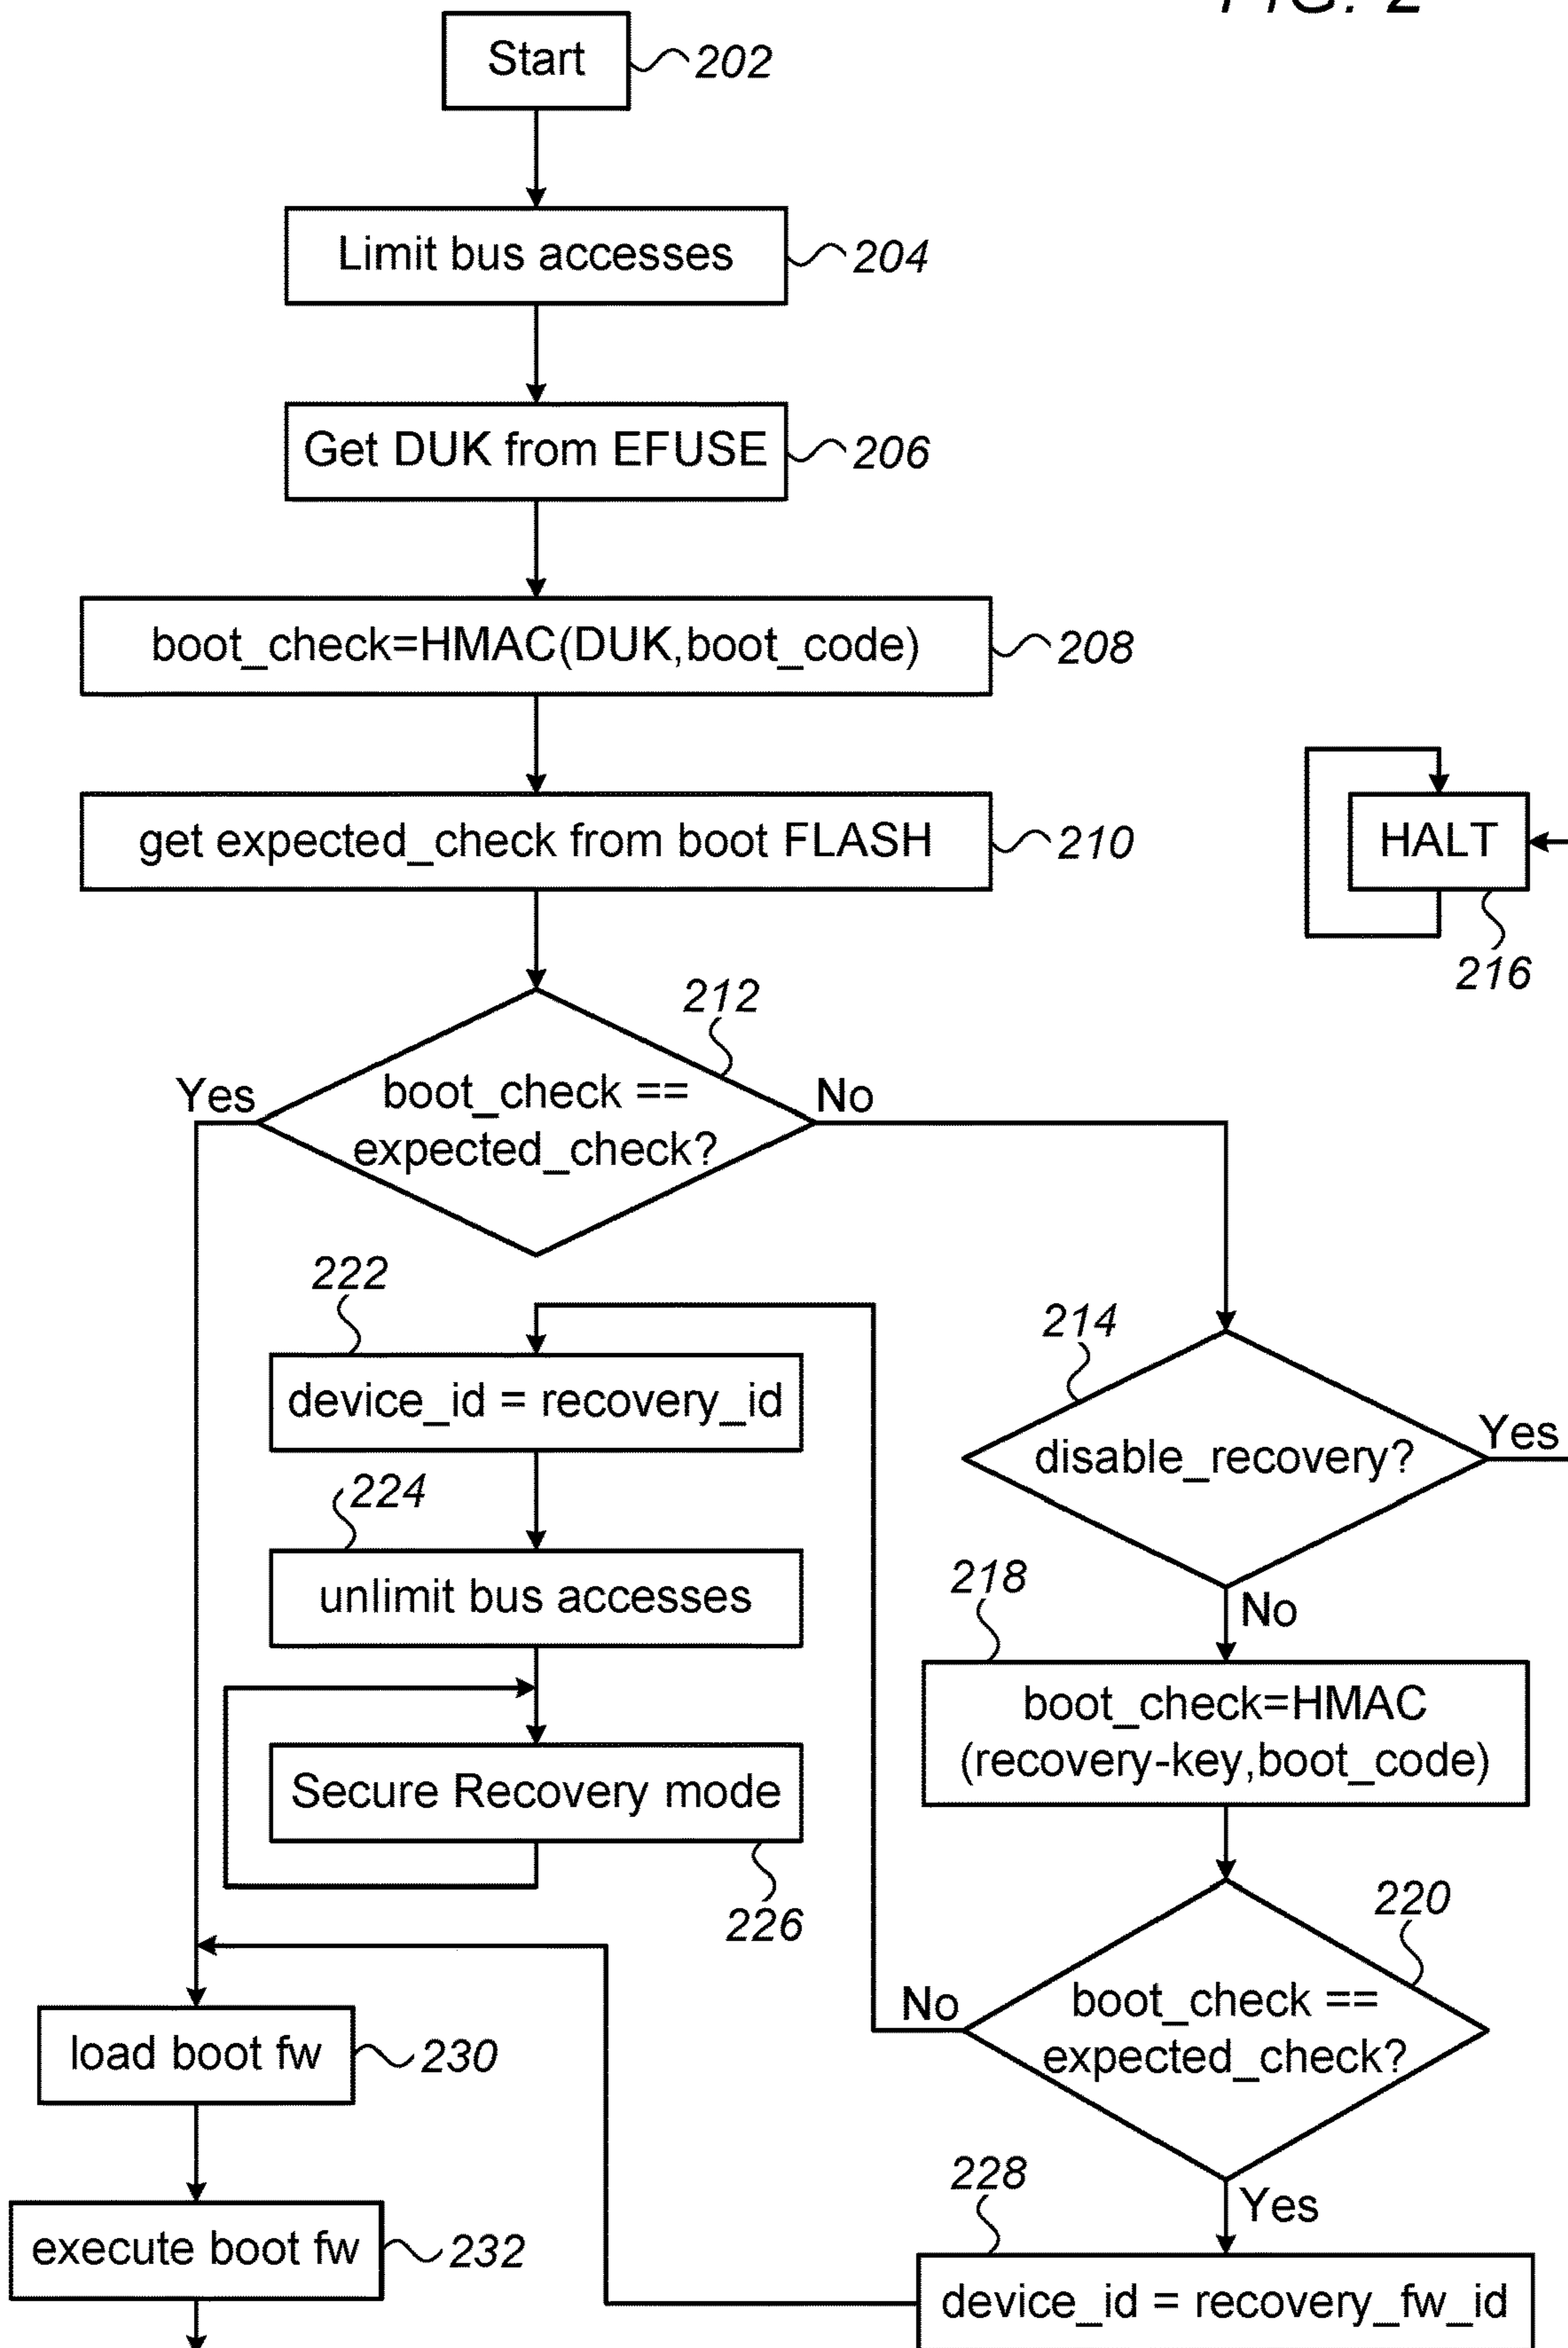 FIG. 2
Start
202
Limit bus accesses
204
Get DUK from EFUSE
206
boot_check=HMAC(DUK,boot_code)
208
get expected_check from boot FLASH
210
HALT
216
212
boot_check ==
expected_check?
Yes
No
222
device_id = recovery_id
214
disable_recovery?
Yes
No
224
unlimit bus accesses
218
boot_check=HMAC
(recovery-key,boot_code)
Secure Recovery mode
226
220
boot_check ==
expected_check?
No
Yes
load boot fw
230
228
device_id = recovery_fw_id
execute boot fw
232